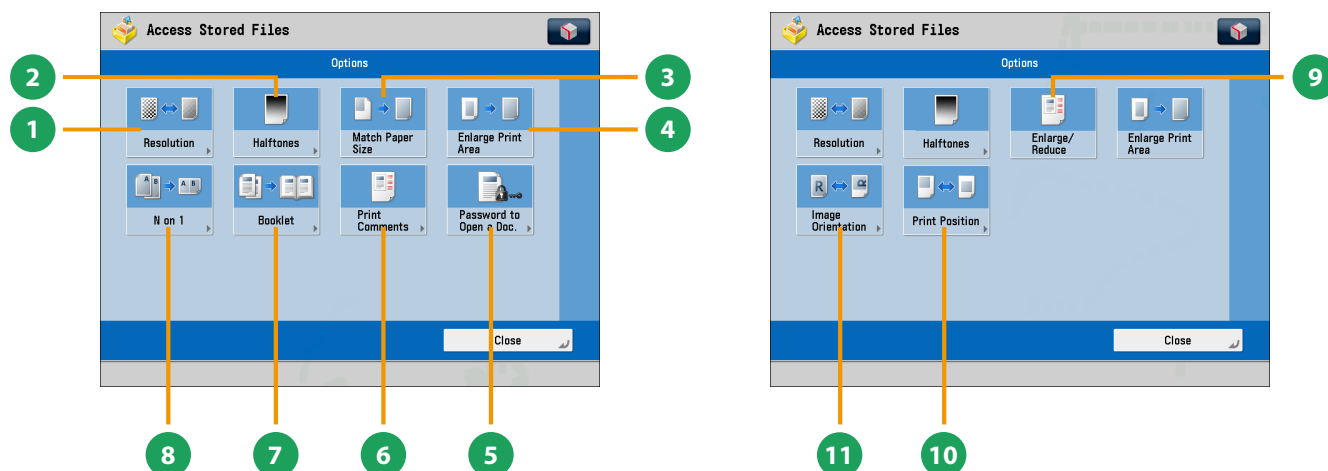 Access Stored Files
Options
2
1
3
4
Resolution
Halftones
Match Paper
Size
Enlarge Print
Area
A B
A B
N on 1
Booklet
Print
Comments
Password to
Open a Doc.
Close
8
7
6
5
Access Stored Files
Options
9
Resolution
Halftones
Enlarge/
Reduce
Enlarge Print
Area
R
R
Image
Orientation
Print Position
Close
11
10